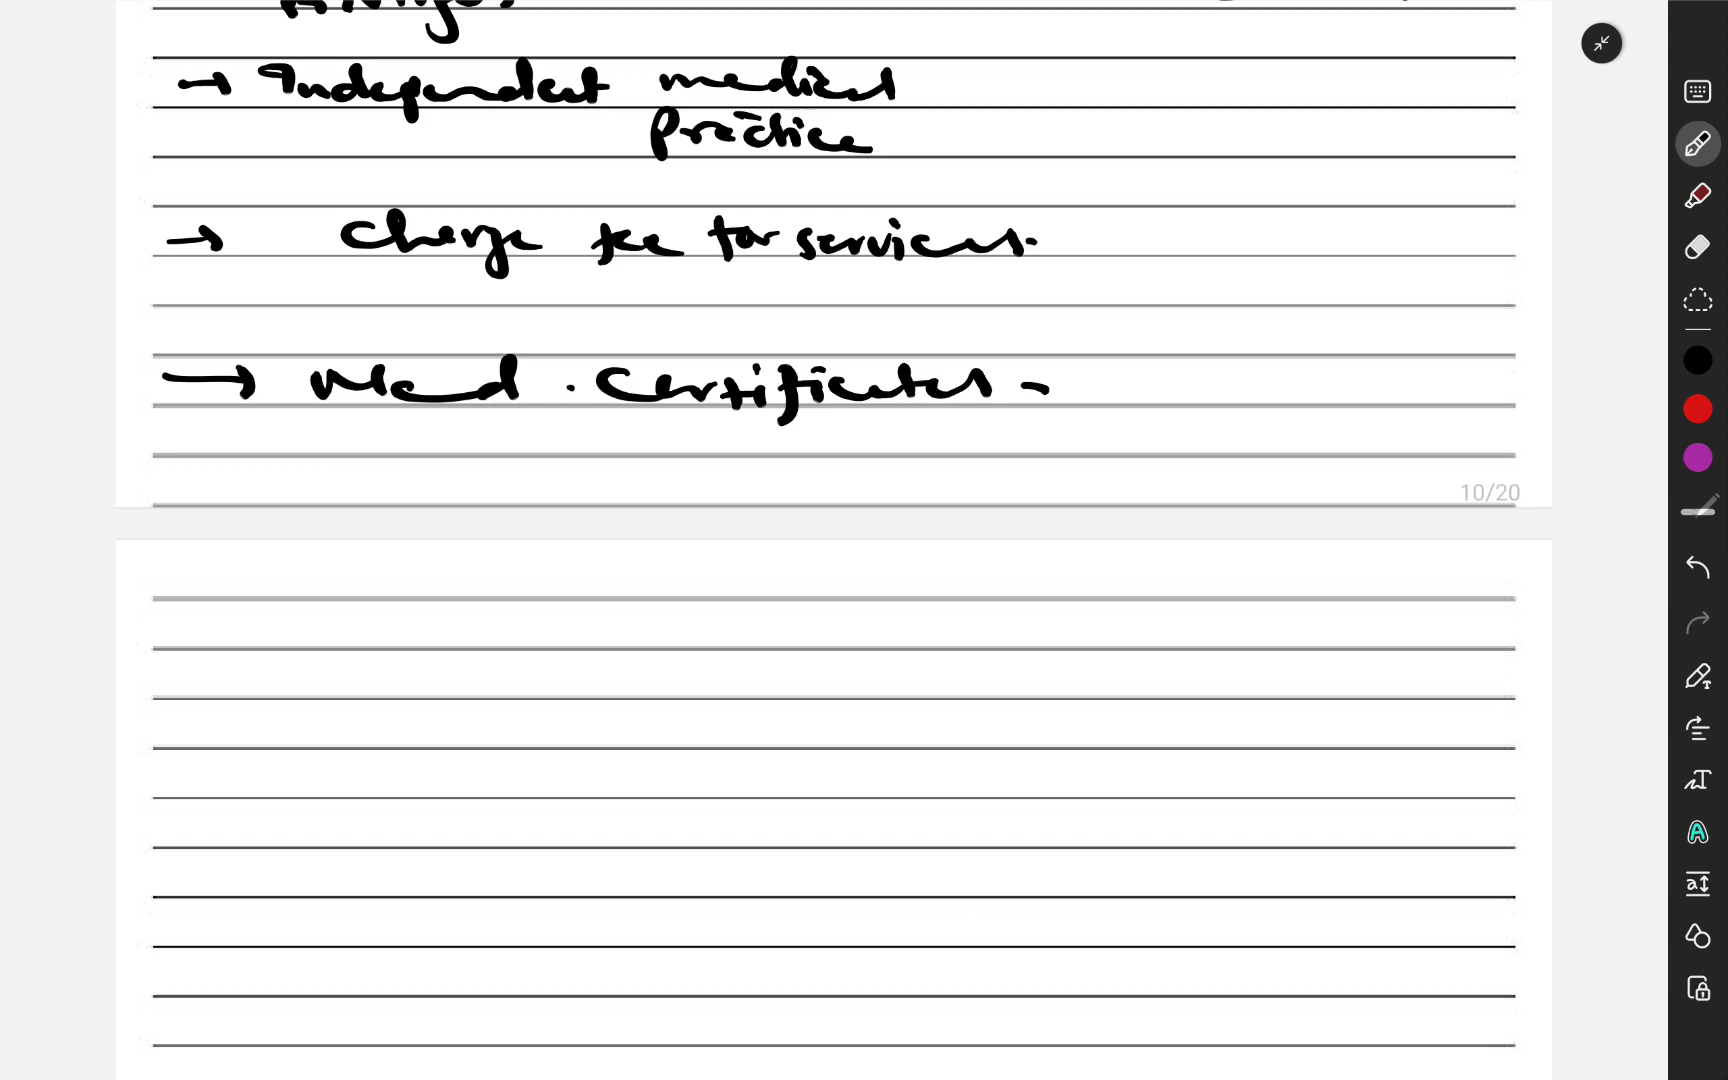 → Independent medical
practice
→ Charge fee for services.
→ Med. Certificates -
10/20